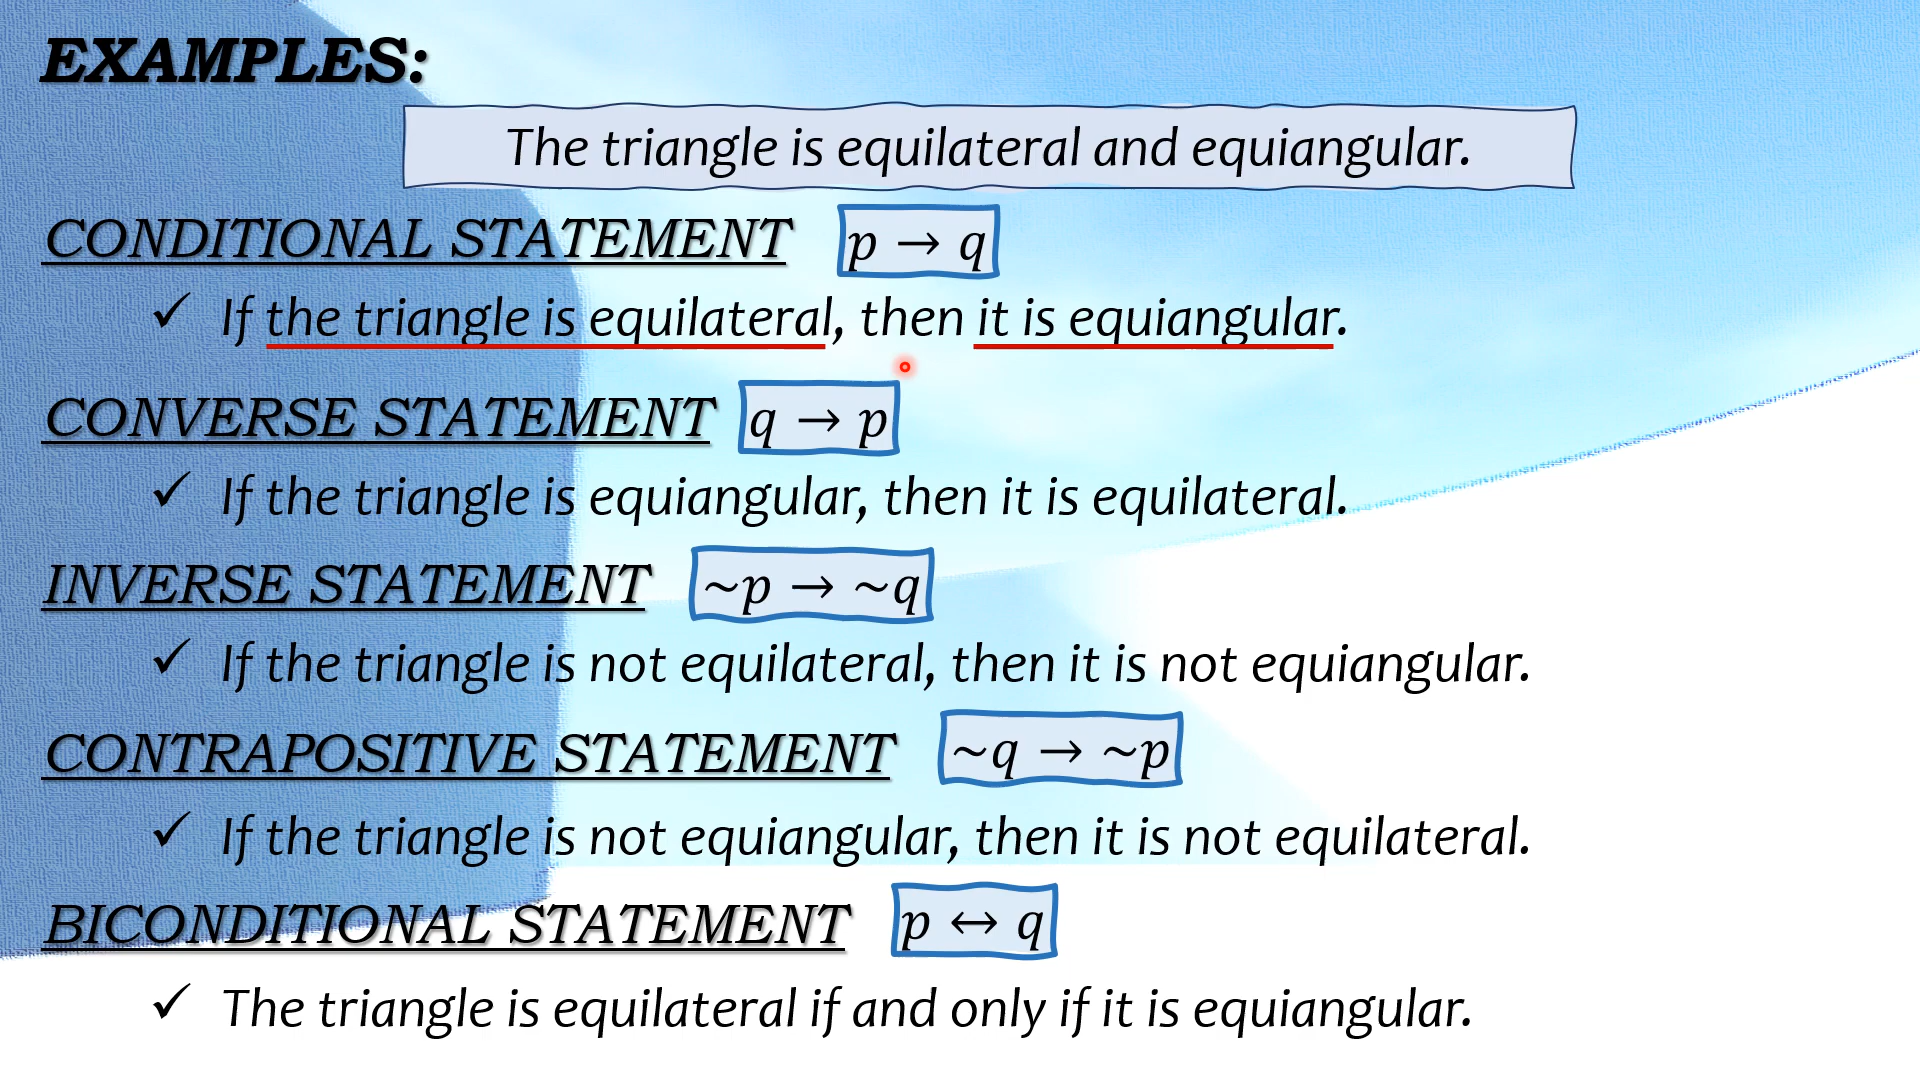 EXAMPLES:
The triangle is equilateral and equiangular.
CONDITIONAL STATEMENT p → q
✓ If the triangle is equilateral, then it is equiangular.
CONVERSE STATEMENT q → p
✓ If the triangle is equiangular, then it is equilateral.
INVERSE STATEMENT ~p → ~q
✓ If the triangle is not equilateral, then it is not equiangular.
CONTRAPOSITIVE STATEMENT ~q → ~p
✓ If the triangle is not equiangular, then it is not equilateral.
BICONDITIONAL STATEMENT p ↔ q
✓ The triangle is equilateral if and only if it is equiangular.